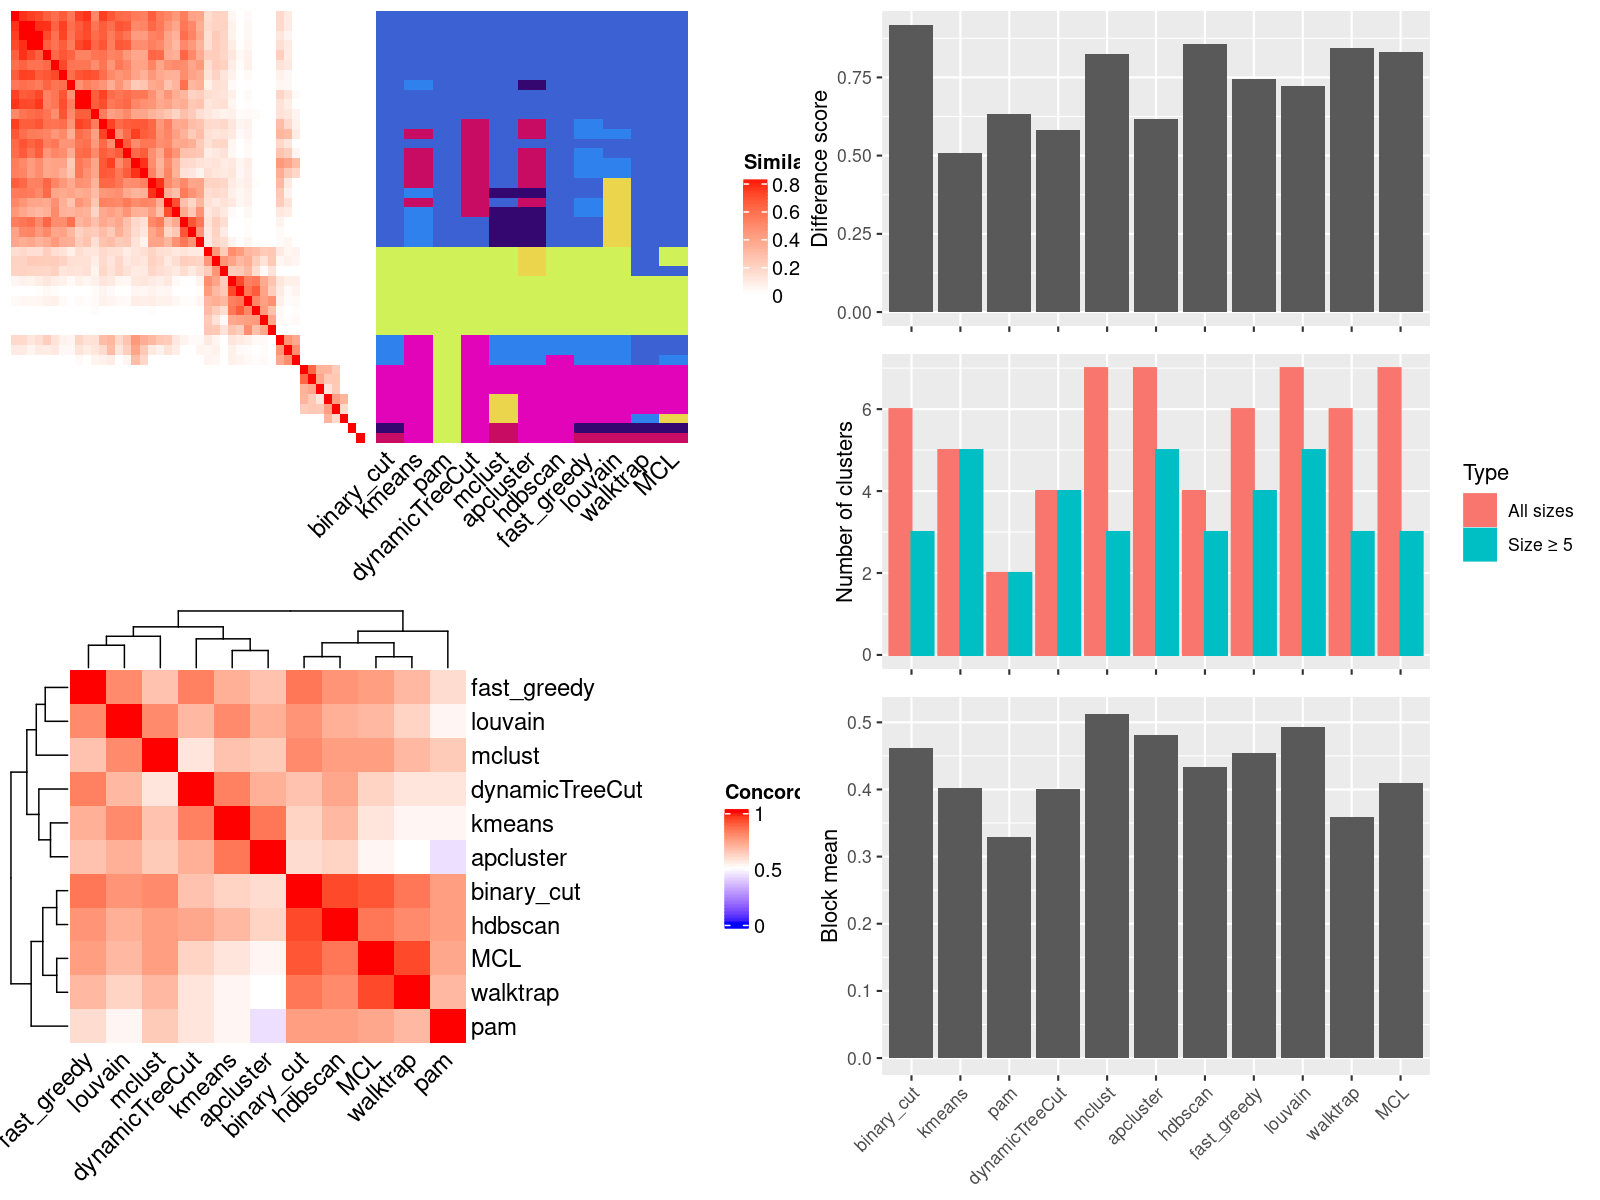 Simila
0.8
0.6
0.4
0.2
0
binary_cut
kmeans
pam
dynamicTreeCut
mclust
apcluster
hdbscan
fast_greedy
louvain
walktrap
MCL
fast_greedy
louvain
mclust
dynamicTreeCut
kmeans
apcluster
binary_cut
hdbscan
MCL
walktrap
pam
fast_greedy
louvain
mclust
dynamicTreeCut
kmeans
apcluster
binary_cut
hdbscan
MCL
walktrap
pam
Concord
1
0.5
0
Difference score
0.75
0.50
0.25
0.00
Number of clusters
6
4
2
0
Type
All sizes
Size ≥ 5
Block mean
0.5
0.4
0.3
0.2
0.1
0.0
binary_cut
kmeans
pam
dynamicTreeCut
mclust
apcluster
hdbscan
fast_greedy
louvain
walktrap
MCL